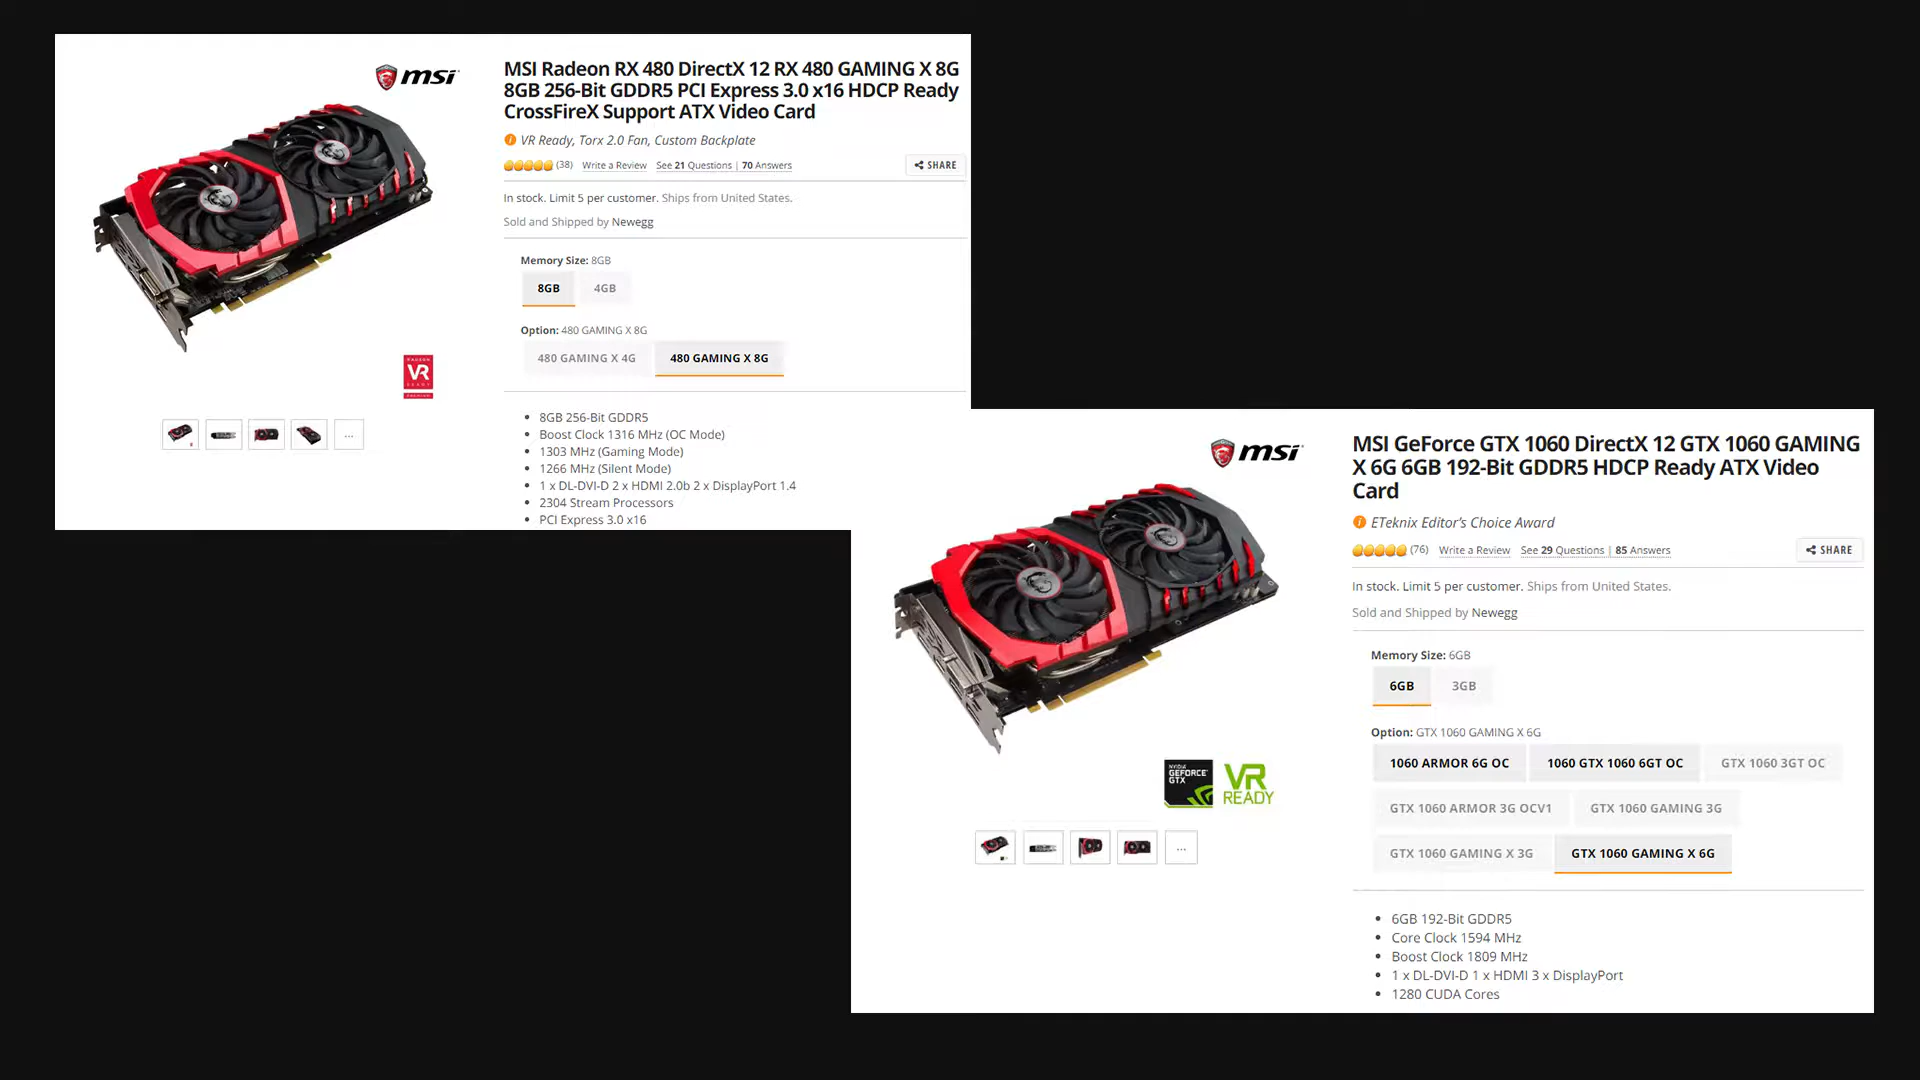 msi
MSI Radeon RX 480 DirectX 12 RX 480 GAMING X 8G
8GB 256-Bit GDDR5 PCI Express 3.0 x16 HDCP Ready
CrossFireX Support ATX Video Card
VR Ready, Torx 2.0 Fan, Custom Backplate
(38) Write a Review See 21 Questions | 70 Answers
SHARE
In stock. Limit 5 per customer. Ships from United States.
Sold and Shipped by Newegg
Memory Size: 8GB
8GB 4GB
Option: 480 GAMING X 8G
480 GAMING X 4G 480 GAMING X 8G
RADEON
VR
READY
PREMIUM
...
8GB 256-Bit GDDR5
Boost Clock 1316 MHz (OC Mode)
1303 MHz (Gaming Mode)
1266 MHz (Silent Mode)
1 x DL-DVI-D 2 x HDMI 2.0b 2 x DisplayPort 1.4
2304 Stream Processors
PCI Express 3.0 x16
msi
MSI GeForce GTX 1060 DirectX 12 GTX 1060 GAMING
X 6G 6GB 192-Bit GDDR5 HDCP Ready ATX Video
Card
ETeknix Editor's Choice Award
(76) Write a Review See 29 Questions | 85 Answers
SHARE
In stock. Limit 5 per customer. Ships from United States.
Sold and Shipped by Newegg
Memory Size: 6GB
6GB 3GB
Option: GTX 1060 GAMING X 6G
1060 ARMOR 6G OC 1060 GTX 1060 6GT OC GTX 1060 3GT OC
GTX 1060 ARMOR 3G OCV1 GTX 1060 GAMING 3G
GTX 1060 GAMING X 3G GTX 1060 GAMING X 6G
NVIDIA
GEFORCE
GTX
VR
READY
...
6GB 192-Bit GDDR5
Core Clock 1594 MHz
Boost Clock 1809 MHz
1 x DL-DVI-D 1 x HDMI 3 x DisplayPort
1280 CUDA Cores